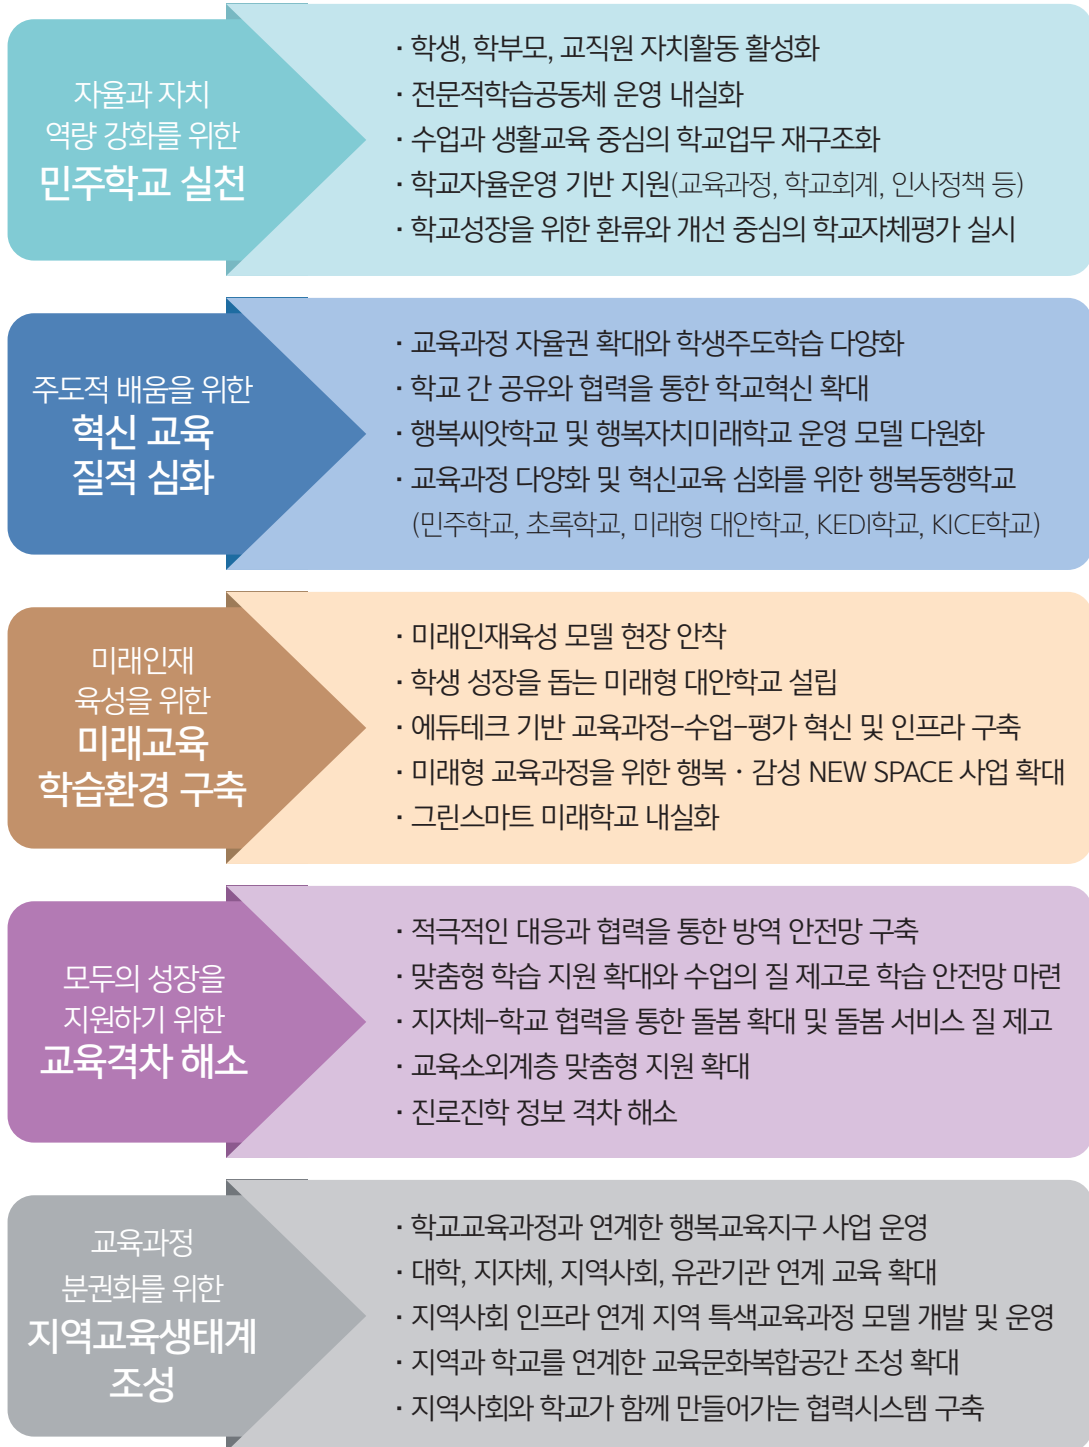 자율과 자치
역량 강화를 위한
민주학교 실천
· 학생, 학부모, 교직원 자치활동 활성화
· 전문적학습공동체 운영 내실화
· 수업과 생활교육 중심의 학교업무 재구조화
· 학교자율운영 기반 지원(교육과정, 학교회계, 인사정책 등)
· 학교성장을 위한 환류와 개선 중심의 학교자체평가 실시
주도적 배움을 위한
혁신 교육
질적 심화
· 교육과정 자율권 확대와 학생주도학습 다양화
· 학교 간 공유와 협력을 통한 학교혁신 확대
· 행복씨앗학교 및 행복자치미래학교 운영 모델 다원화
· 교육과정 다양화 및 혁신교육 심화를 위한 행복동행학교
(민주학교, 초록학교, 미래형 대안학교, KEDI학교, KICE학교)
미래인재
육성을 위한
미래교육
학습환경 구축
· 미래인재육성 모델 현장 안착
· 학생 성장을 돕는 미래형 대안학교 설립
· 에듀테크 기반 교육과정-수업-평가 혁신 및 인프라 구축
· 미래형 교육과정을 위한 행복 · 감성 NEW SPACE 사업 확대
· 그린스마트 미래학교 내실화
모두의 성장을
지원하기 위한
교육격차 해소
· 적극적인 대응과 협력을 통한 방역 안전망 구축
· 맞춤형 학습 지원 확대와 수업의 질 제고로 학습 안전망 마련
· 지자체-학교 협력을 통한 돌봄 확대 및 돌봄 서비스 질 제고
· 교육소외계층 맞춤형 지원 확대
· 진로진학 정보 격차 해소
교육과정
분권화를 위한
지역교육생태계
조성
· 학교교육과정과 연계한 행복교육지구 사업 운영
· 대학, 지자체, 지역사회, 유관기관 연계 교육 확대
· 지역사회 인프라 연계 지역 특색교육과정 모델 개발 및 운영
· 지역과 학교를 연계한 교육문화복합공간 조성 확대
· 지역사회와 학교가 함께 만들어가는 협력시스템 구축